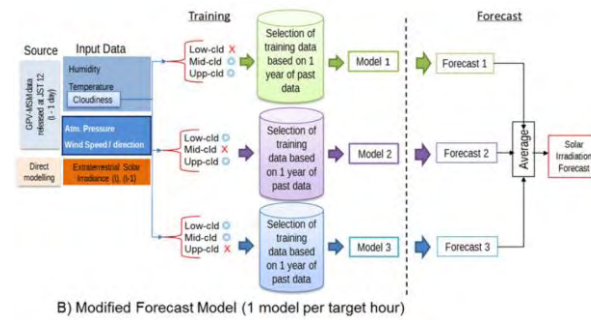 Training
Forecast
Source
Input Data
GPV-MSM data
released at JST 12
(t - 1 day)
Humidity
Temperature
Cloudiness
Atm. Pressure
Wind Speed / direction
Direct
modelling
Extraterrestrial Solar
Irradiance (t), (t-1)
Low-cld X
Mid-cld O
Upp-cld O
Selection of
training data
based on 1
year of past
data
Model 1
Forecast 1
Low-cld O
Mid-cld X
Upp-cld O
Selection of
training data
based on 1
year of past
data
Model 2
Forecast 2
Average
Solar
Irradiation
Forecast
Low-cld O
Mid-cld O
Upp-cld X
Selection of
training data
based on 1
year of past
data
Model 3
Forecast 3
B) Modified Forecast Model (1 model per target hour)